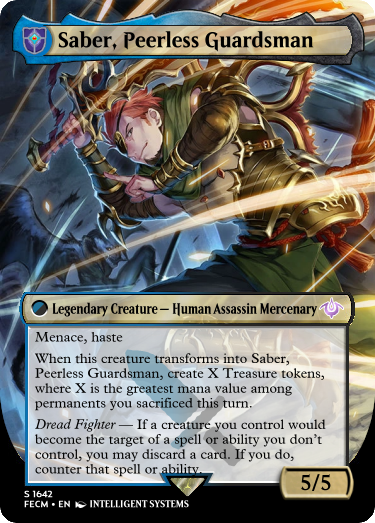 Saber, Peerless Guardsman
Legendary Creature — Human Assassin Mercenary
Menace, haste
When this creature transforms into Saber,
Peerless Guardsman, create X Treasure tokens,
where X is the greatest mana value among
permanents you sacrificed this turn.
Dread Fighter — If a creature you control would
become the target of a spell or ability you don't
control, you may discard a card. If you do,
counter that spell or ability.
5/5
S 1642
FECM • EN INTELLIGENT SYSTEMS